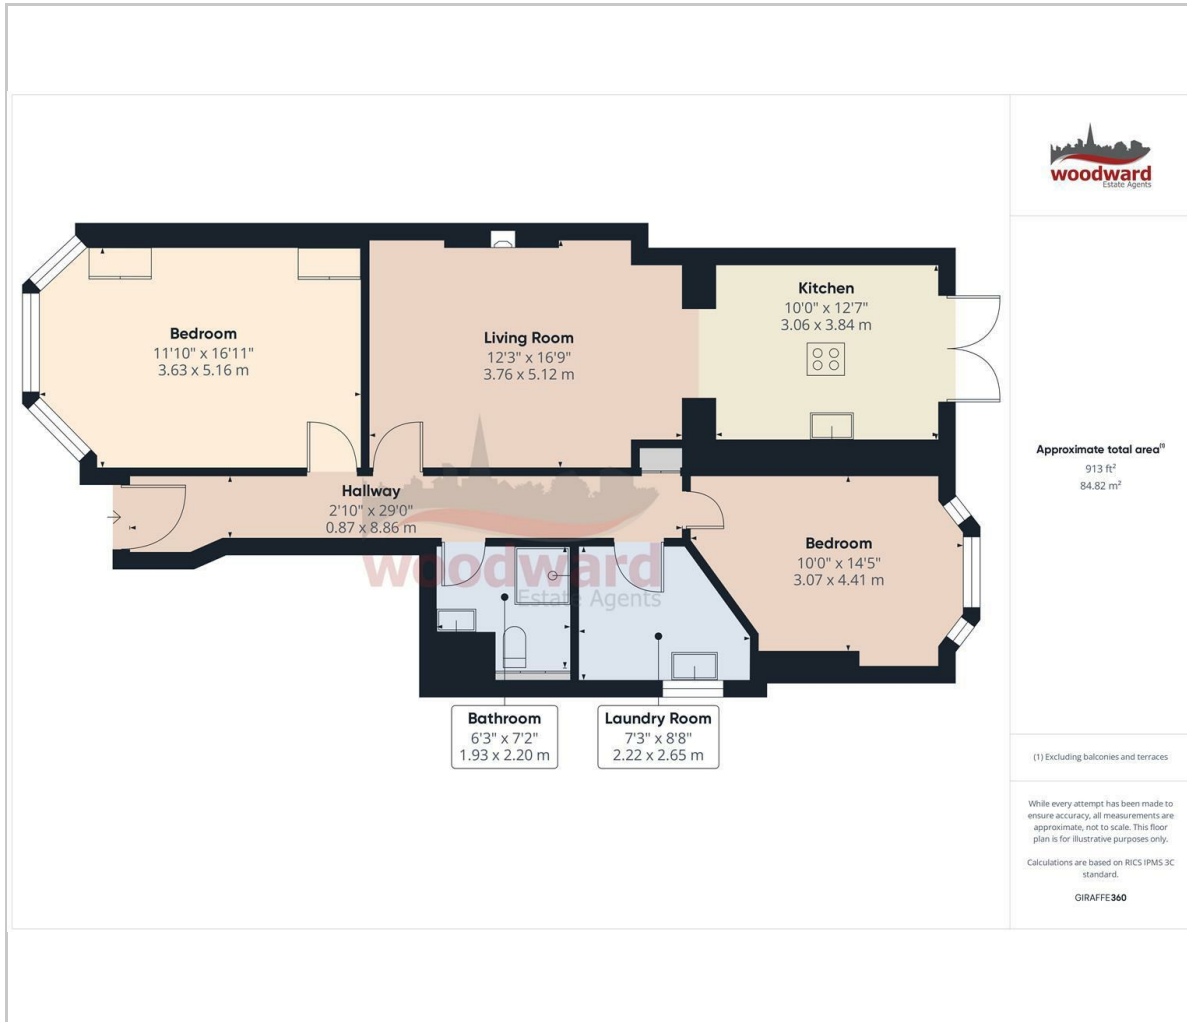 woodward
Estate Agents
Bedroom
11'10" x 16'11"
3.63 x 5.16 m
Living Room
12'3" x 16'9"
3.76 x 5.12 m
Kitchen
10'0" x 12'7"
3.06 x 3.84 m
Hallway
2'10" x 29'0"
0.87 x 8.86 m
Bedroom
10'0" x 14'5"
3.07 x 4.41 m
woodward
Estate Agents
Bathroom
6'3" x 7'2"
1.93 x 2.20 m
Laundry Room
7'3" x 8'8"
2.22 x 2.65 m
Approximate total area⁽¹⁾
913 ft²
84.82 m²
(1) Excluding balconies and terraces
While every attempt has been made to
ensure accuracy, all measurements are
approximate, not to scale. This floor
plan is for illustrative purposes only.
Calculations are based on RICS IPMS 3C
standard.
GIRAFFE360